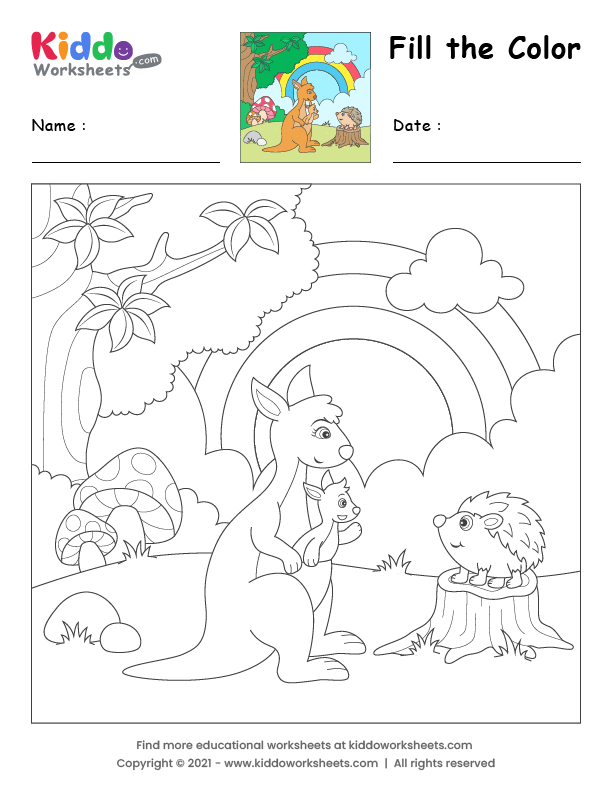 Kiddo
Worksheets.com
Fill the Color
Name :
Date :
Find more educational worksheets at kiddoworksheets.com
Copyright © 2021 - www.kiddoworksheets.com | All rights reserved